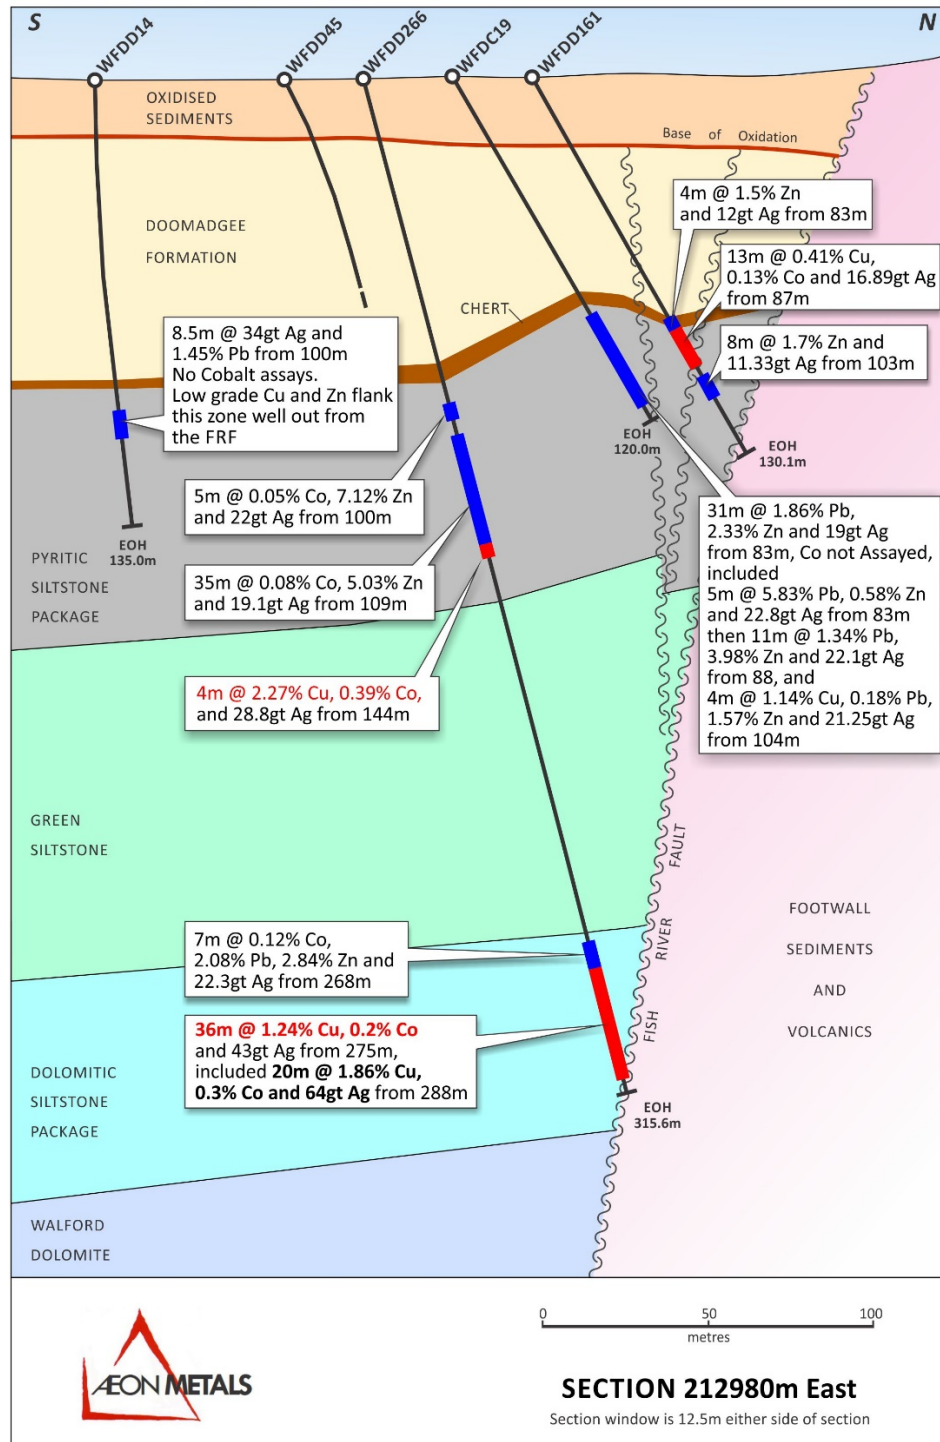 S
N
WFDD14
WFDD45
WFDD266
WFDC19
WFDD161
OXIDISED
SEDIMENTS
Base of Oxidation
DOOMADGEE
FORMATION
CHERT
4m @ 1.5% Zn
and 12gt Ag from 83m
13m @ 0.41% Cu,
0.13% Co and 16.89gt Ag
from 87m
8m @ 1.7% Zn and
11.33gt Ag from 103m
8.5m @ 34gt Ag and
1.45% Pb from 100m
No Cobalt assays.
Low grade Cu and Zn flank
this zone well out from
the FRF
EOH
120.0m
EOH
130.1m
5m @ 0.05% Co, 7.12% Zn
and 22gt Ag from 100m
EOH
135.0m
PYRITIC
SILTSTONE
PACKAGE
35m @ 0.08% Co, 5.03% Zn
and 19.1gt Ag from 109m
31m @ 1.86% Pb,
2.33% Zn and 19gt Ag
from 83m, Co not Assayed,
included
5m @ 5.83% Pb, 0.58% Zn
and 22.8gt Ag from 83m
then 11m @ 1.34% Pb,
3.98% Zn and 22.1gt Ag
from 88, and
4m @ 1.14% Cu, 0.18% Pb,
1.57% Zn and 21.25gt Ag
from 104m
4m @ 2.27% Cu, 0.39% Co,
and 28.8gt Ag from 144m
GREEN
SILTSTONE
FISH RIVER FAULT
FOOTWALL
SEDIMENTS
AND
VOLCANICS
7m @ 0.12% Co,
2.08% Pb, 2.84% Zn and
22.3gt Ag from 268m
36m @ 1.24% Cu, 0.2% Co
and 43gt Ag from 275m,
included 20m @ 1.86% Cu,
0.3% Co and 64gt Ag from 288m
DOLOMITIC
SILTSTONE
PACKAGE
EOH
315.6m
WALFORD
DOLOMITE
0 50 100
metres
ÆON METALS
SECTION 212980m East
Section window is 12.5m either side of section